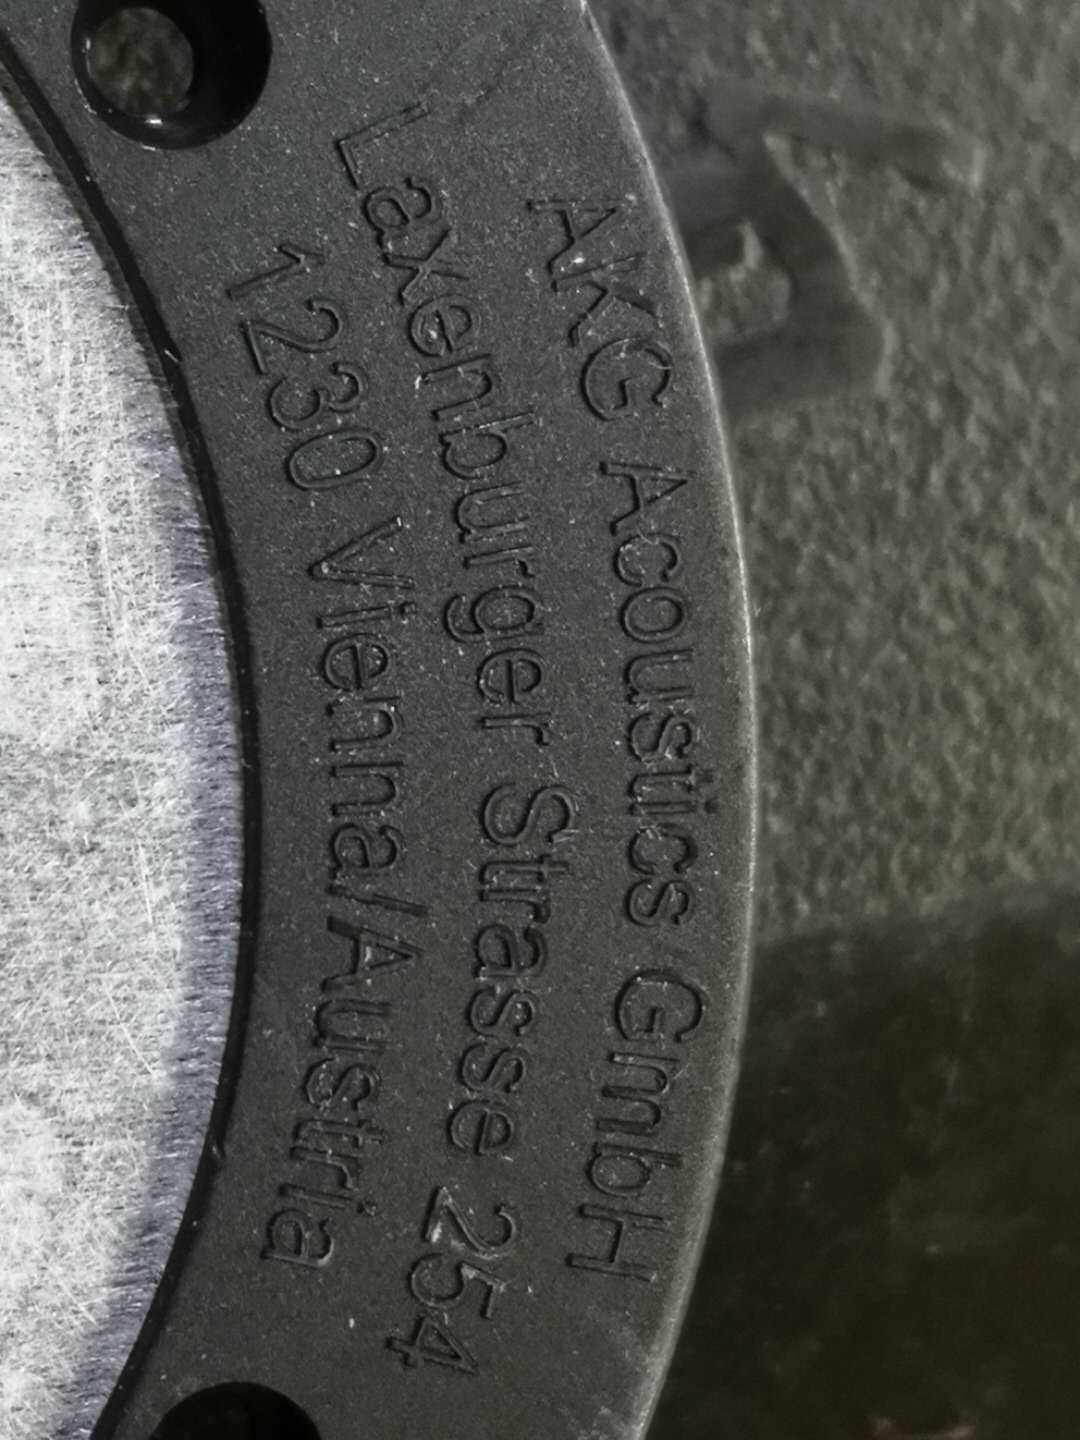 AKG Acoustics GmbH
Laxenburger Strasse 254
1230 Vienna/Austria